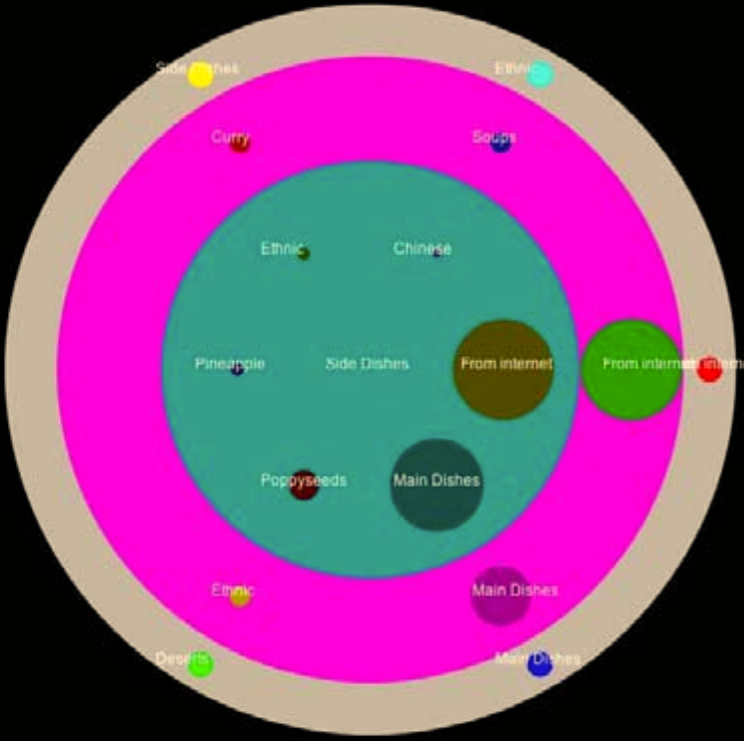 Side Dishes
Ethnic
Curry
Soups
Ethnic
Chinese
Pineapple
Side Dishes
From internet
From internet
Poppyseeds
Main Dishes
Ethnic
Main Dishes
Deserts
Main Dishes